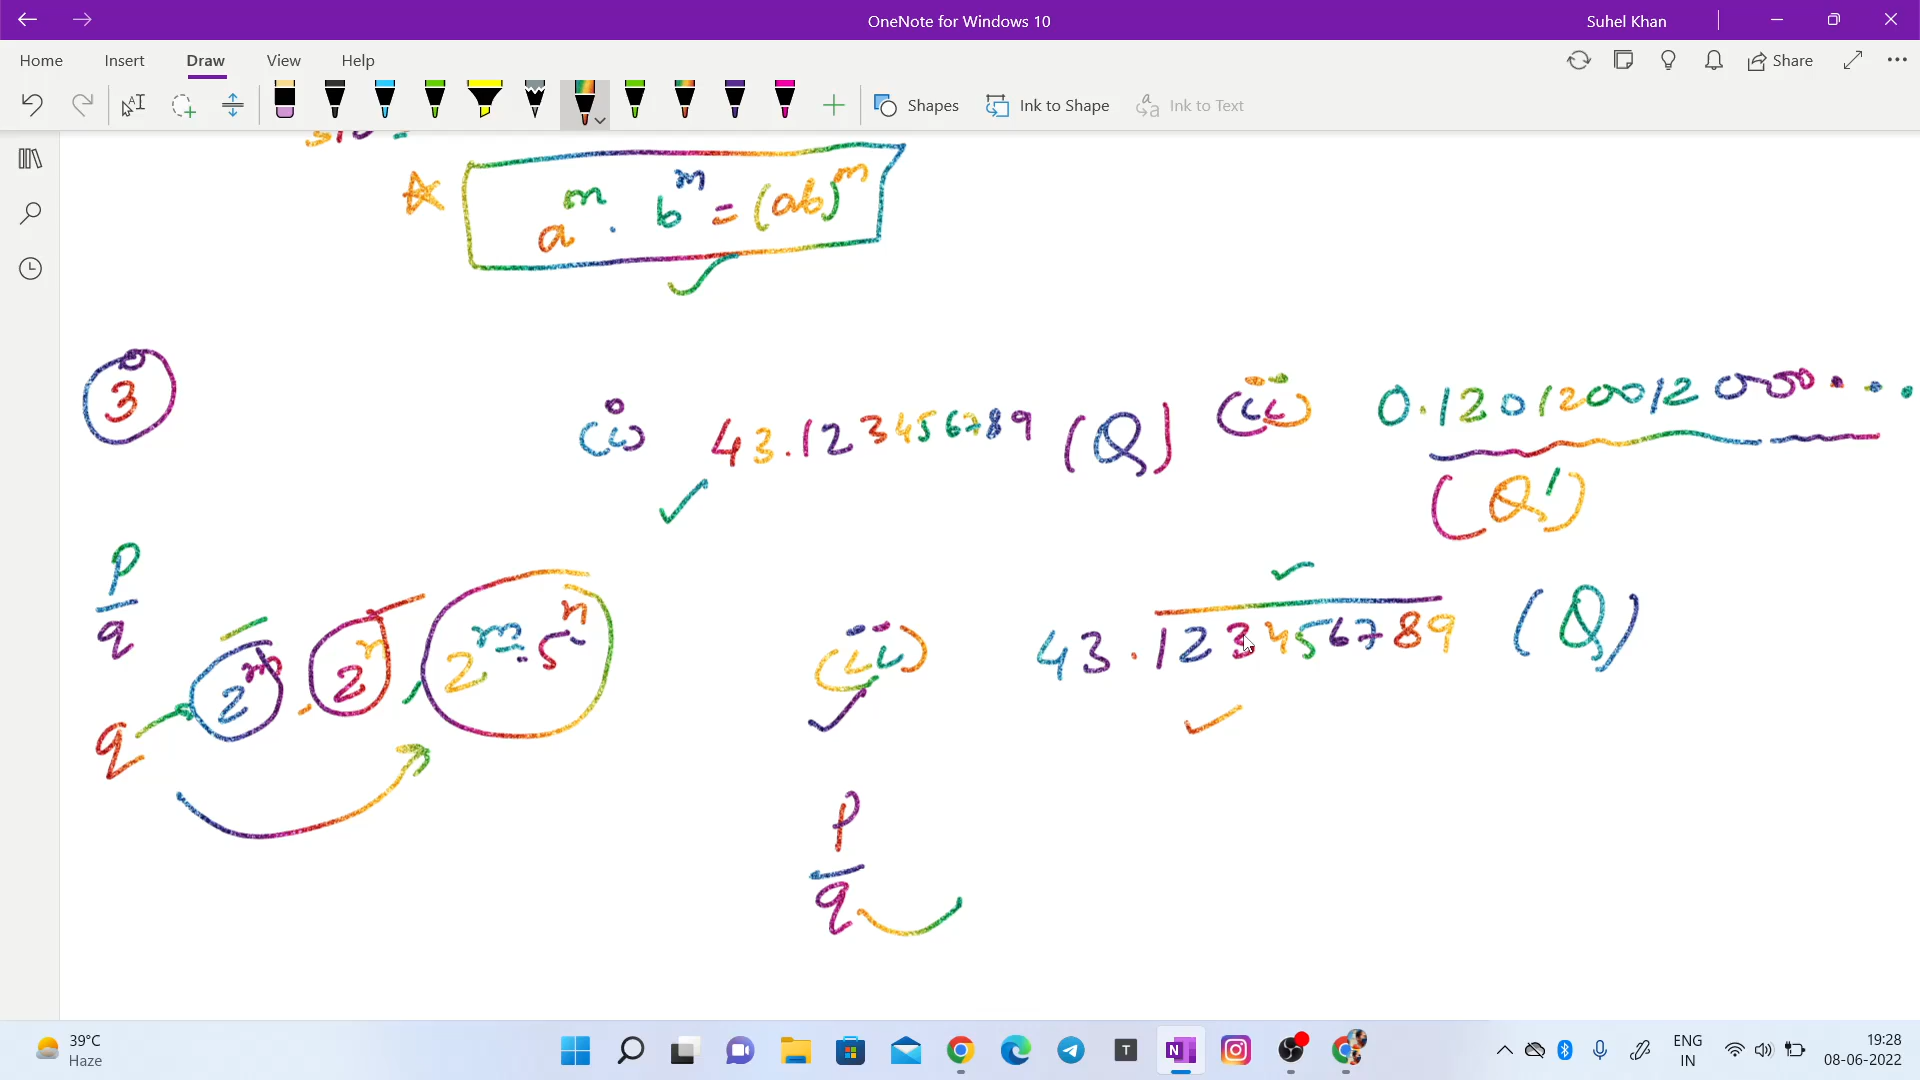 OneNote for Windows 10
Suhel Khan
Home Insert Draw View Help
Share
Shapes Ink to Shape Ink to Text
a^m . b^m = (ab)^m
3
(i) 43.123456789 (Q) (ii) 0.120120012000....
(Q')
p/q
q 2^m . 2^n , 2^m . 5^n
(iii) 43.123456789 (Q)
p/q
39°C
Haze
ENG
IN
19:28
08-06-2022